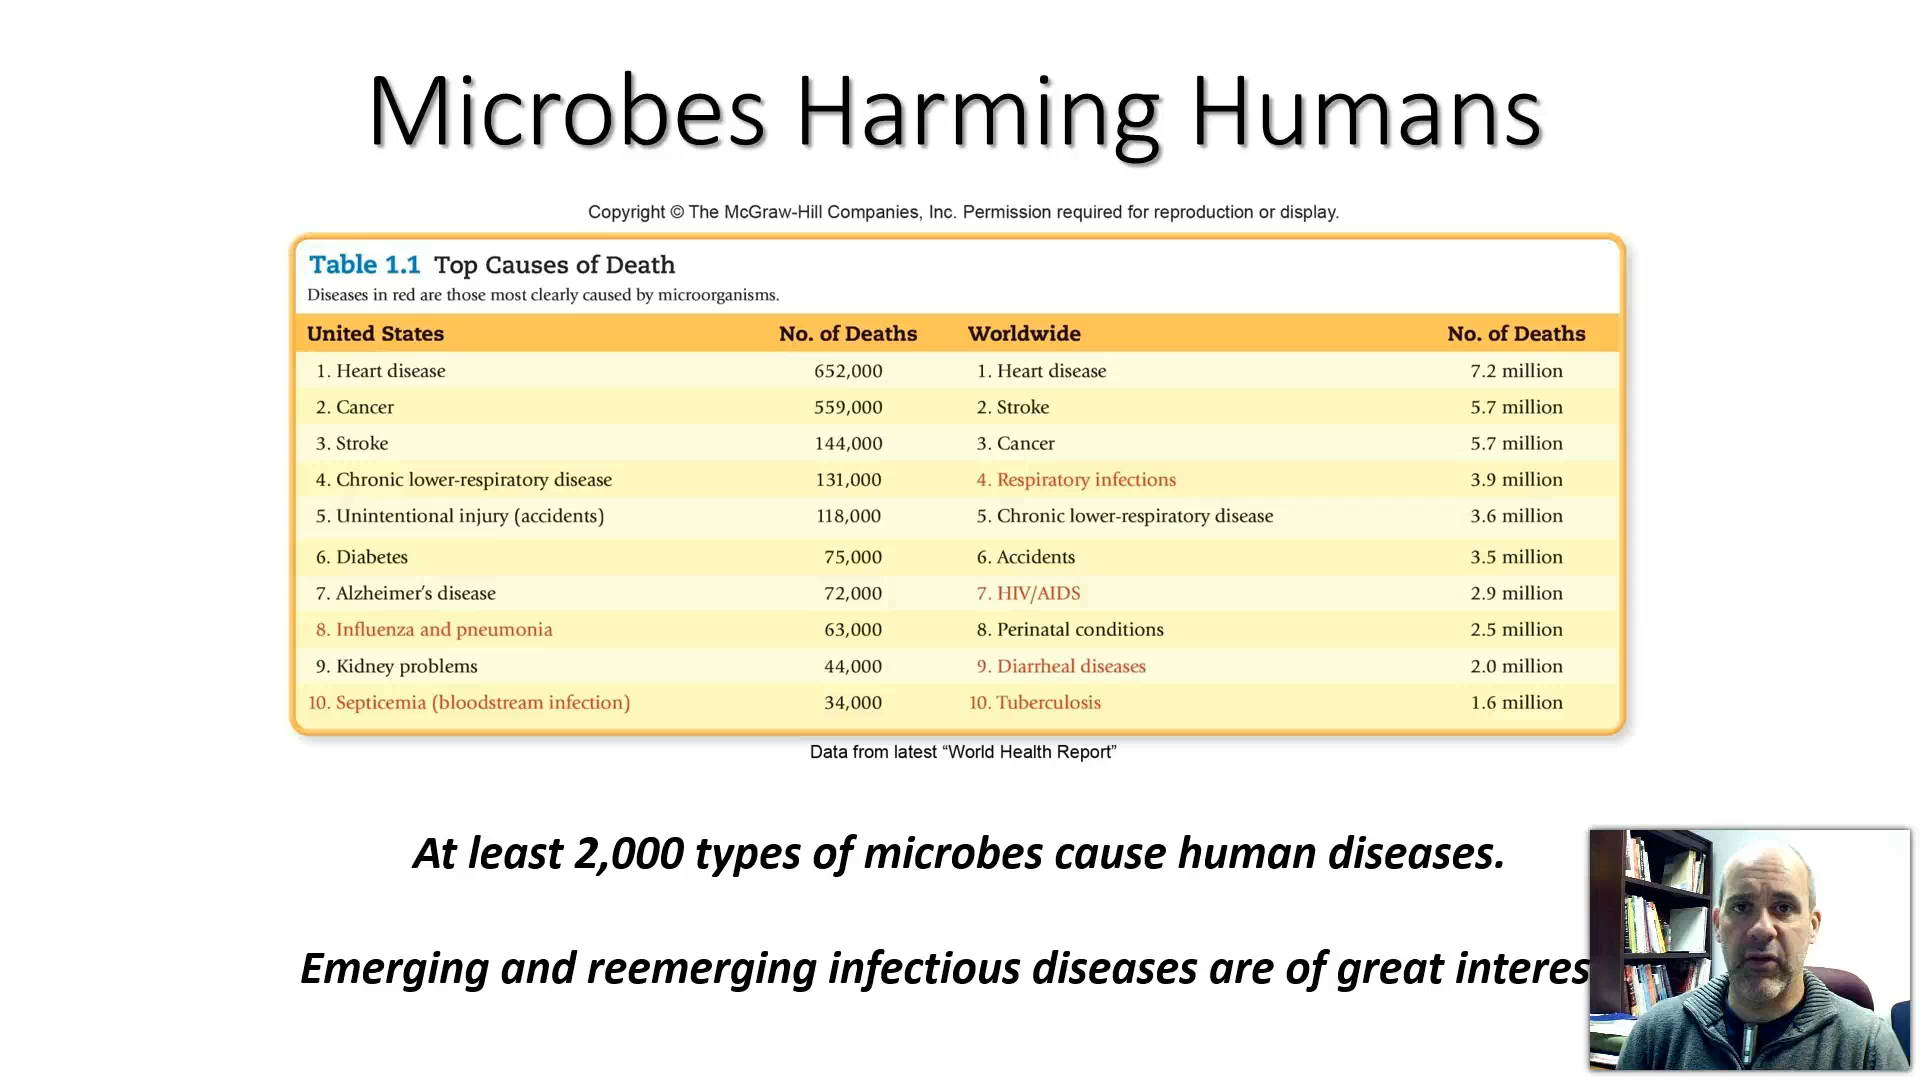 Microbes Harming Humans
Copyright © The McGraw-Hill Companies, Inc. Permission required for reproduction or display.
Table 1.1 Top Causes of Death
Diseases in red are those most clearly caused by microorganisms.
United States No. of Deaths Worldwide No. of Deaths
1. Heart disease 652,000 1. Heart disease 7.2 million
2. Cancer 559,000 2. Stroke 5.7 million
3. Stroke 144,000 3. Cancer 5.7 million
4. Chronic lower-respiratory disease 131,000 4. Respiratory infections 3.9 million
5. Unintentional injury (accidents) 118,000 5. Chronic lower-respiratory disease 3.6 million
6. Diabetes 75,000 6. Accidents 3.5 million
7. Alzheimer's disease 72,000 7. HIV/AIDS 2.9 million
8. Influenza and pneumonia 63,000 8. Perinatal conditions 2.5 million
9. Kidney problems 44,000 9. Diarrheal diseases 2.0 million
10. Septicemia (bloodstream infection) 34,000 10. Tuberculosis 1.6 million
Data from latest “World Health Report”
At least 2,000 types of microbes cause human diseases.
Emerging and reemerging infectious diseases are of great interes